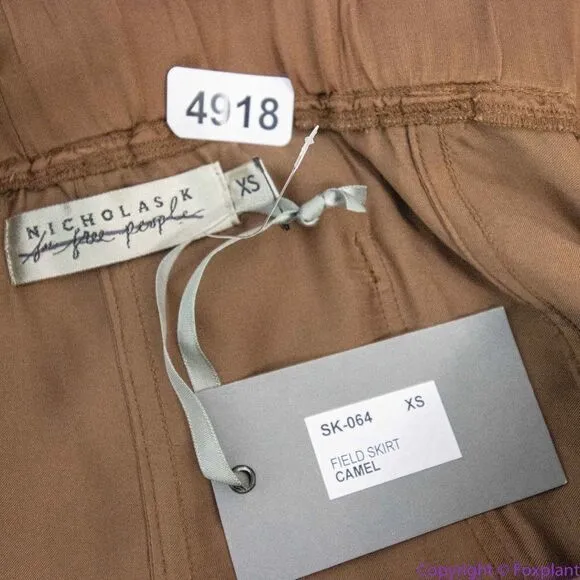 4918
NICHOLAS K
for free people
XS
SK-064 XS
FIELD SKIRT
CAMEL
Copyright © Foxplant